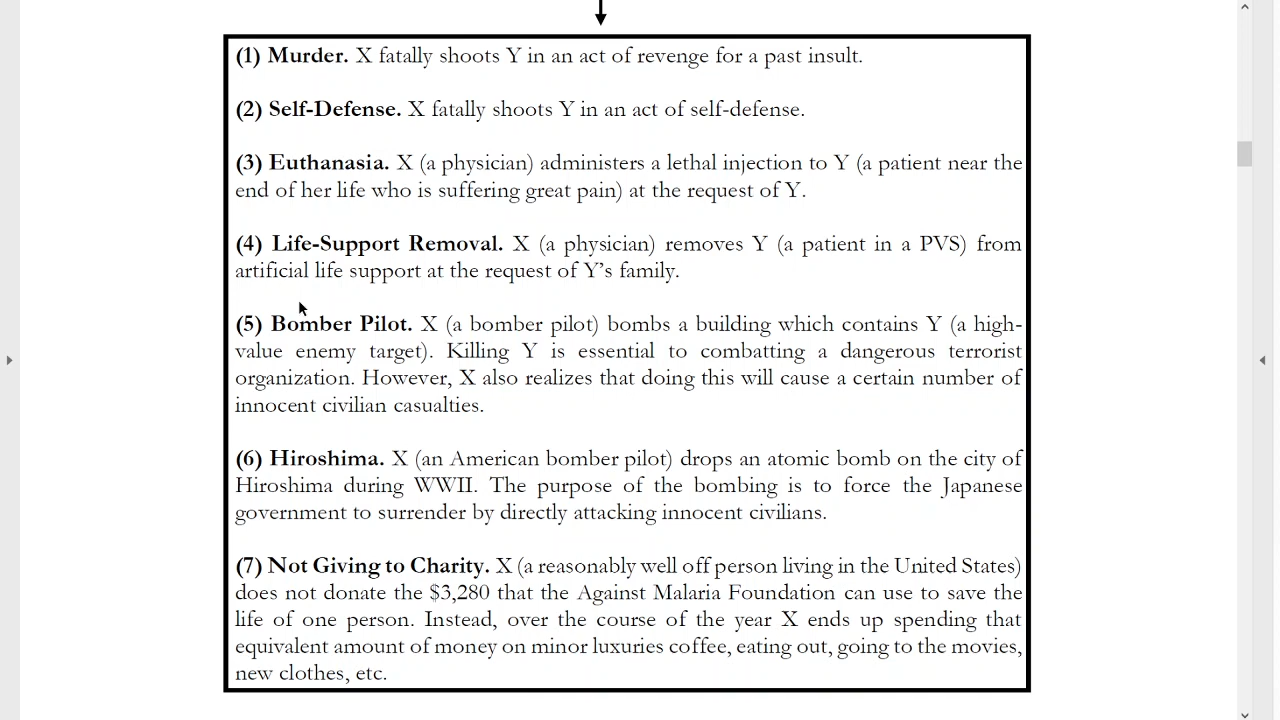 (1) Murder. X fatally shoots Y in an act of revenge for a past insult.
(2) Self-Defense. X fatally shoots Y in an act of self-defense.
(3) Euthanasia. X (a physician) administers a lethal injection to Y (a patient near the
end of her life who is suffering great pain) at the request of Y.
(4) Life-Support Removal. X (a physician) removes Y (a patient in a PVS) from
artificial life support at the request of Y’s family.
(5) Bomber Pilot. X (a bomber pilot) bombs a building which contains Y (a high-
value enemy target). Killing Y is essential to combatting a dangerous terrorist
organization. However, X also realizes that doing this will cause a certain number of
innocent civilian casualties.
(6) Hiroshima. X (an American bomber pilot) drops an atomic bomb on the city of
Hiroshima during WWII. The purpose of the bombing is to force the Japanese
government to surrender by directly attacking innocent civilians.
(7) Not Giving to Charity. X (a reasonably well off person living in the United States)
does not donate the $3,280 that the Against Malaria Foundation can use to save the
life of one person. Instead, over the course of the year X ends up spending that
equivalent amount of money on minor luxuries coffee, eating out, going to the movies,
new clothes, etc.